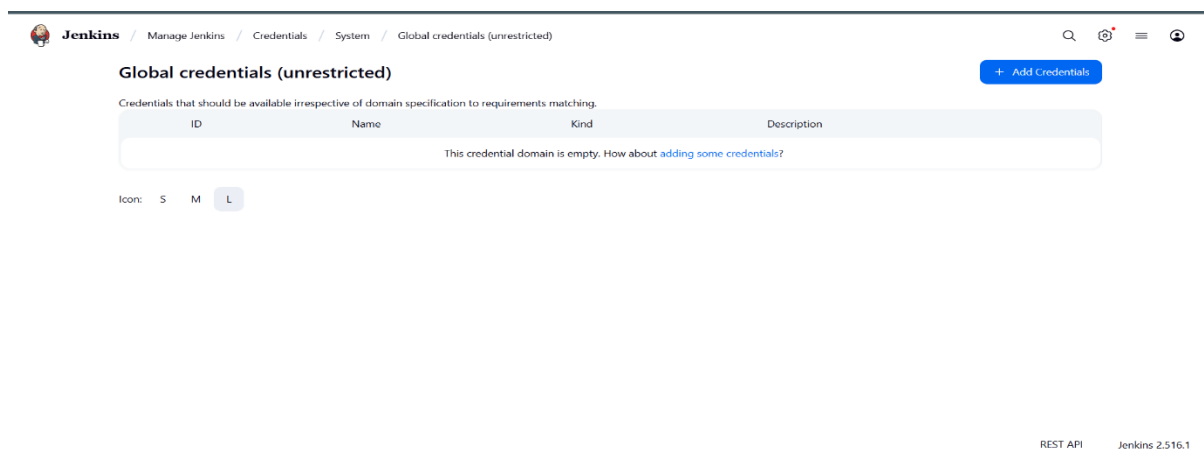 Jenkins / Manage Jenkins / Credentials / System / Global credentials (unrestricted)
Global credentials (unrestricted)
+ Add Credentials
Credentials that should be available irrespective of domain specification to requirements matching.
ID Name Kind Description
This credential domain is empty. How about adding some credentials?
Icon: S M L
REST API Jenkins 2.516.1